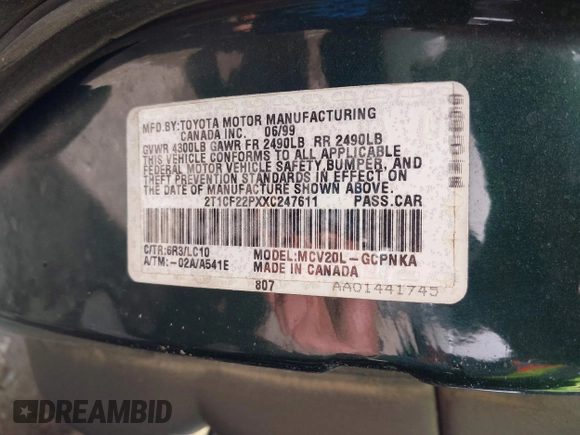 MFD.BY:TOYOTA MOTOR MANUFACTURING
CANADA INC. 06/99
GVWR 4300LB GAWR FR 2490LB RR 2490LB
THIS VEHICLE CONFORMS TO ALL APPLICABLE
FEDERAL MOTOR VEHICLE SAFETY, BUMPER, AND
THEFT PREVENTION STANDARDS IN EFFECT ON
THE DATE OF MANUFACTURE SHOWN ABOVE.
2T1CF22PXXC247611 PASS.CAR
C/TR:6R3/LC10 MODEL:MCV20L-GCPNKA
A/TM:-02A/A541E MADE IN CANADA
807 AA01441745
DREAMBID